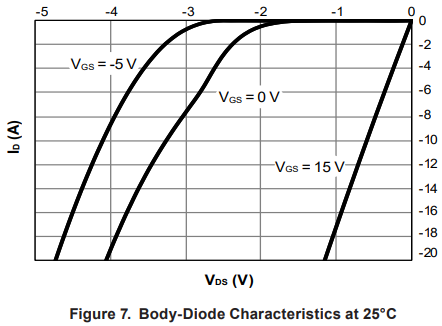 -5 -4 -3 -2 -1 0
0
-2
-4
VGS = -5 V
-6
VGS = 0 V
-8
-10
ID (A)
-12
VGS = 15 V
-14
-16
-18
-20
VDS (V)
Figure 7. Body-Diode Characteristics at 25°C